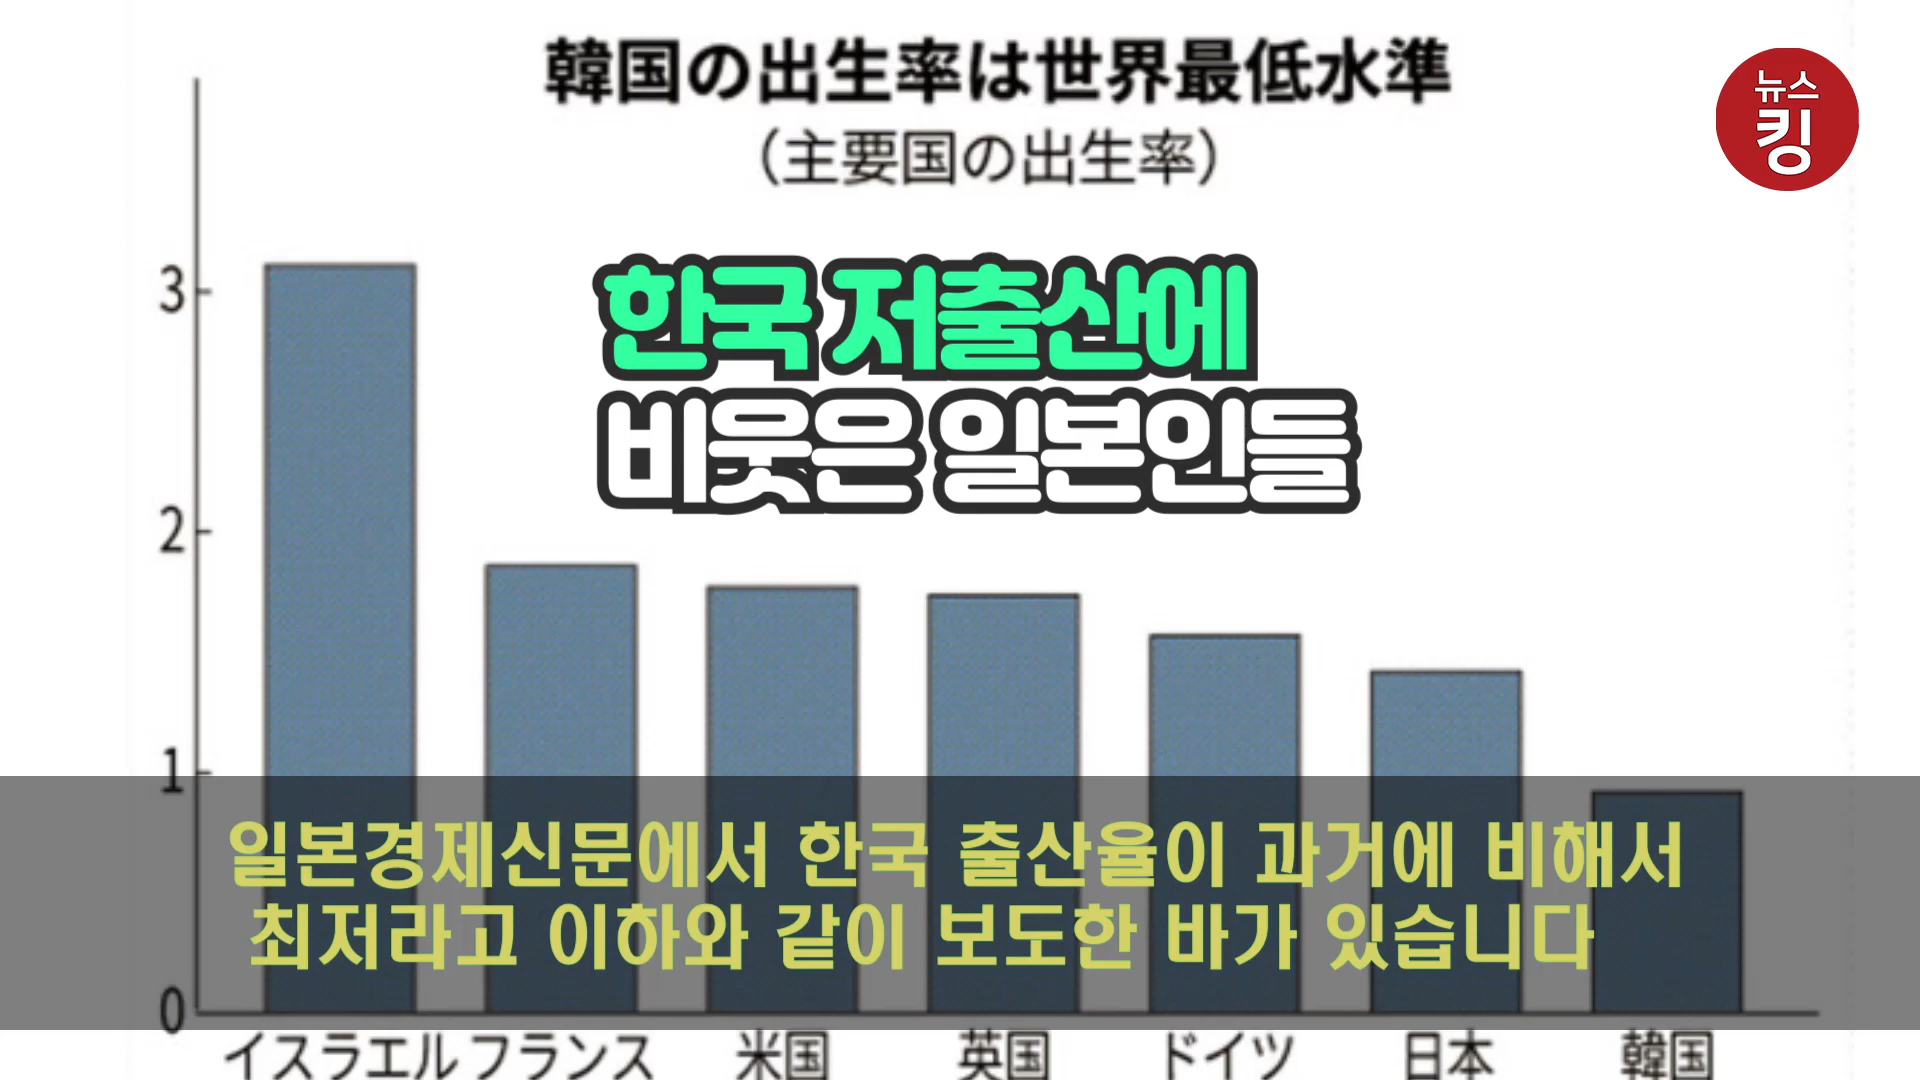 韓国の出生率は世界最低水準
（主要国の出生率）
뉴스
킹
한국 저출산에
비웃은 일본인들
3
2
1
0
일본경제신문에서 한국 출산율이 과거에 비해서
최저라고 이하와 같이 보도한 바가 있습니다
イスラエル フランス 米国 英国 ドイツ 日本 韓国